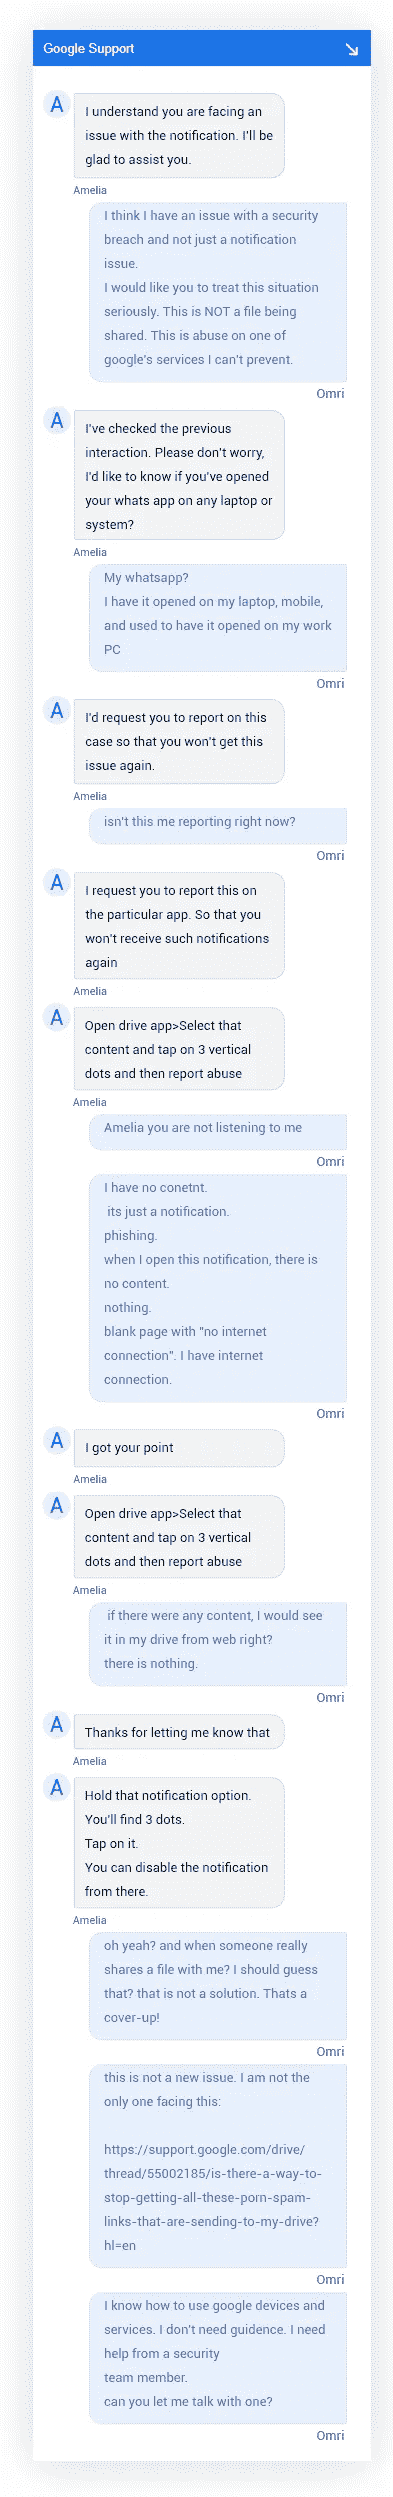 Google Support
A
I understand you are facing an
issue with the notification. I'll be
glad to assist you.
Amelia
I think I have an issue with a security
breach and not just a notification
issue.
I would like you to treat this situation
seriously. This is NOT a file being
shared. This is abuse on one of
google's services I can't prevent.
Omri
A
I've checked the previous
interaction. Please don't worry,
I'd like to know if you've opened
your whats app on any laptop or
system?
Amelia
My whatsapp?
I have it opened on my laptop, mobile,
and used to have it opened on my work
PC
Omri
A
I'd request you to report on this
case so that you won't get this
issue again.
Amelia
isn't this me reporting right now?
Omri
A
I request you to report this on
the particular app. So that you
won't receive such notifications
again
Amelia
A
Open drive app>Select that
content and tap on 3 vertical
dots and then report abuse
Amelia
Amelia you are not listening to me
Omri
I have no conetnt.
its just a notification.
phishing.
when I open this notification, there is
no content.
nothing.
blank page with "no internet
connection". I have internet
connection.
Omri
A
I got your point
Amelia
A
Open drive app>Select that
content and tap on 3 vertical
dots and then report abuse
Amelia
if there were any content, I would see
it in my drive from web right?
there is nothing.
Omri
A
Thanks for letting me know that
Amelia
A
Hold that notification option.
You'll find 3 dots.
Tap on it.
You can disable the notification
from there.
Amelia
oh yeah? and when someone really
shares a file with me? I should guess
that? that is not a solution. Thats a
cover-up!
Omri
this is not a new issue. I am not the
only one facing this:
https://support.google.com/drive/
thread/55002185/is-there-a-way-to-
stop-getting-all-these-porn-spam-
links-that-are-sending-to-my-drive?
hl=en
Omri
I know how to use google devices and
services. I don't need guidance. I need
help from a security
team member.
can you let me talk with one?
Omri